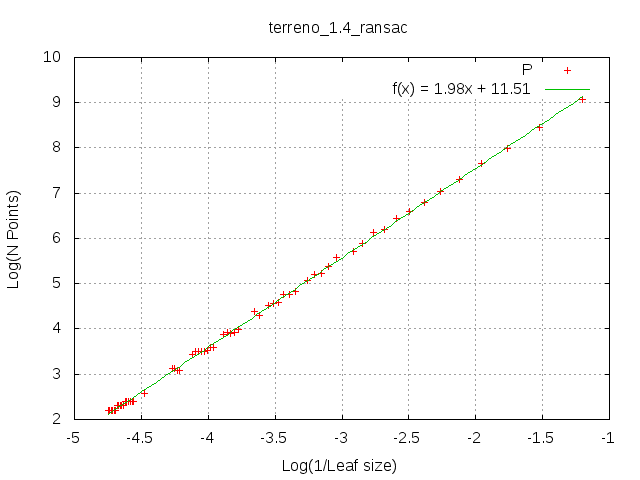 terreno_1.4_ransac
10
9
8
7
6
5
4
3
2
P
f(x) = 1.98x + 11.51
Log(N Points)
-5 -4.5 -4 -3.5 -3 -2.5 -2 -1.5 -1
Log(1/Leaf size)